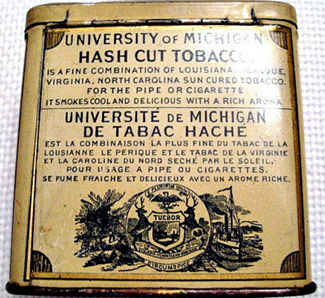 UNIVERSITY OF MICHIGAN
HASH CUT TOBACCO
IS A FINE COMBINATION OF LOUISIANA, PERIQUE,
VIRGINIA, NORTH CAROLINA SUN CURED TOBACCO.
FOR THE PIPE OR CIGARETTE
IT SMOKES COOL AND DELICIOUS WITH A RICH AROMA
UNIVERSITÉ DE MICHIGAN
DE TABAC HACHÉ
EST LA COMBINAISON LA PLUS FINE DU TABAC DE LA
LOUSIANNE LE PERIQUE ET LE TABAC DE LA VIRGINIE
ET LA CAROLINE DU NORD SECHÉ PAR LE SOLEIL.
POUR USAGE A PIPE OU CIGARETTES.
SE FUME FRAICHE ET DELICIEUX AVEC UN AROME RICHE.
TUEBOR
CIRCUMSPICE